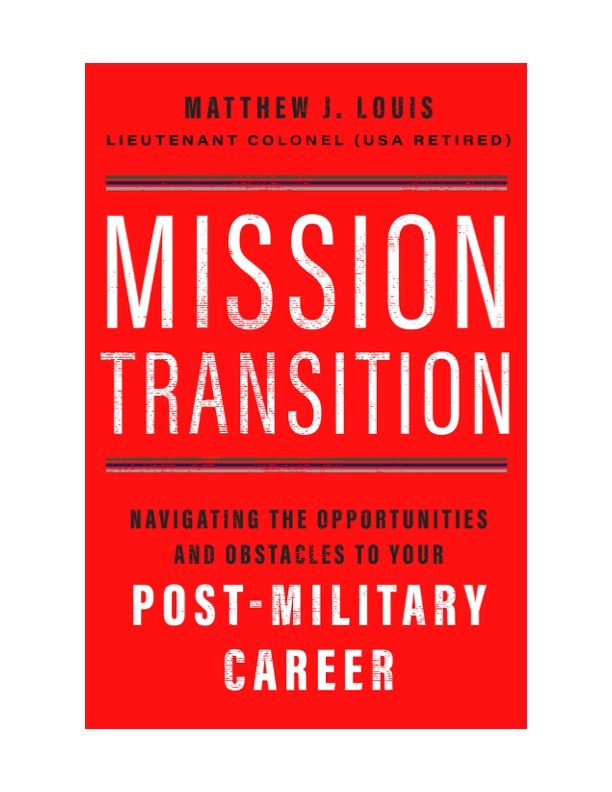 MATTHEW J. LOUIS
LIEUTENANT COLONEL (USA RETIRED)
MISSION
TRANSITION
NAVIGATING THE OPPORTUNITIES
AND OBSTACLES TO YOUR
POST-MILITARY
CAREER